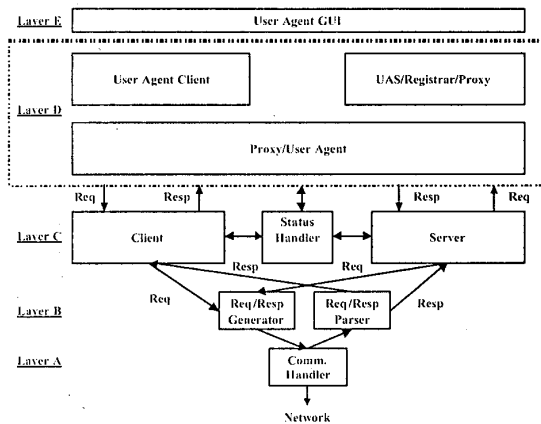 Layer E
User Agent GUI
User Agent Client
UAS/Registrar/Proxy
Layer D
Proxy/User Agent
Req
Resp
Resp
Req
Layer C
Client
Status
Handler
Server
Resp
Req
Req
Resp
Layer B
Req/Resp
Generator
Req/Resp
Parser
Layer A
Comm.
Handler
Network